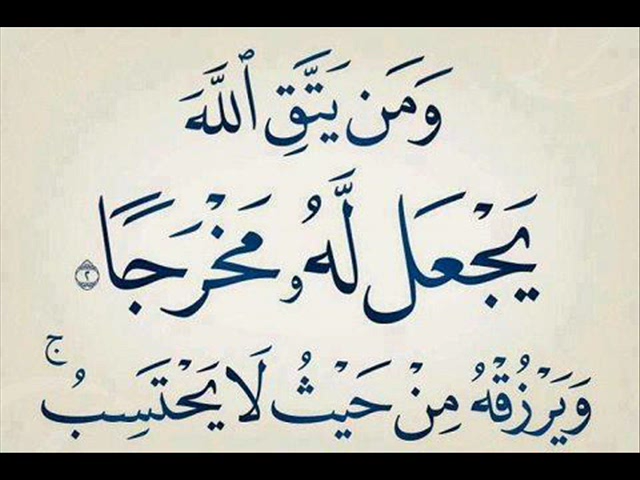 وَمَن يَتَّقِ ٱللَّهَ
يَجْعَل لَّهُۥ مَخْرَجًا ٢
وَيَرْزُقْهُ مِنْ حَيْثُ لَا يَحْتَسِبُ ۚ